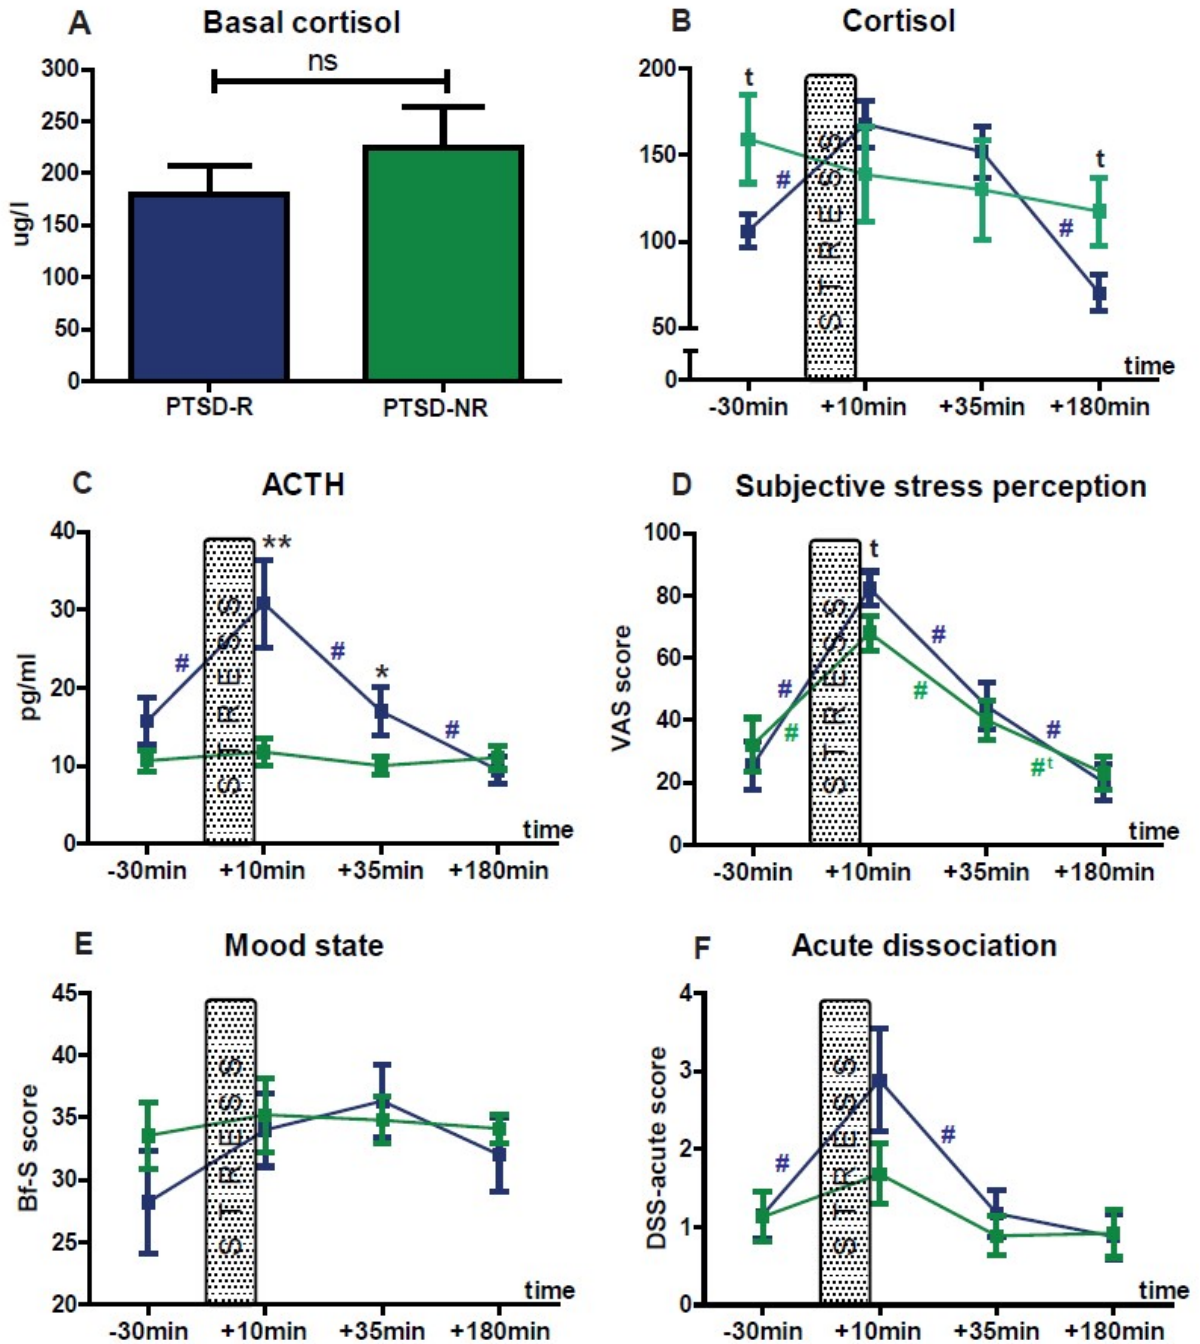 A Basal cortisol
ns
300
250
200
150
100
50
0
ug/l
PTSD-R PTSD-NR
B Cortisol
200
150
100
50
0
t
#
t
#
STRESS
time
-30min +10min +35min +180min
C ACTH
40
30
20
10
0
pg/ml
**
#
#
*
#
STRESS
time
-30min +10min +35min +180min
D Subjective stress perception
100
80
60
40
20
0
VAS score
t
#
#
#
#
#
#t
STRESS
time
-30min +10min +35min +180min
E Mood state
45
40
35
30
25
20
Bf-S score
STRESS
time
-30min +10min +35min +180min
F Acute dissociation
4
3
2
1
0
DSS-acute score
#
#
STRESS
time
-30min +10min +35min +180min